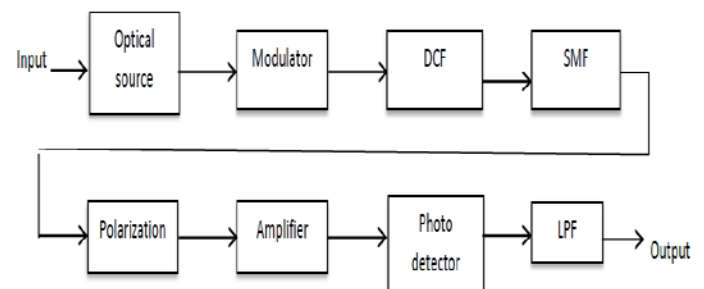 Input
Optical
source
Modulator
DCF
SMF
Polarization
Amplifier
Photo
detector
LPF
Output